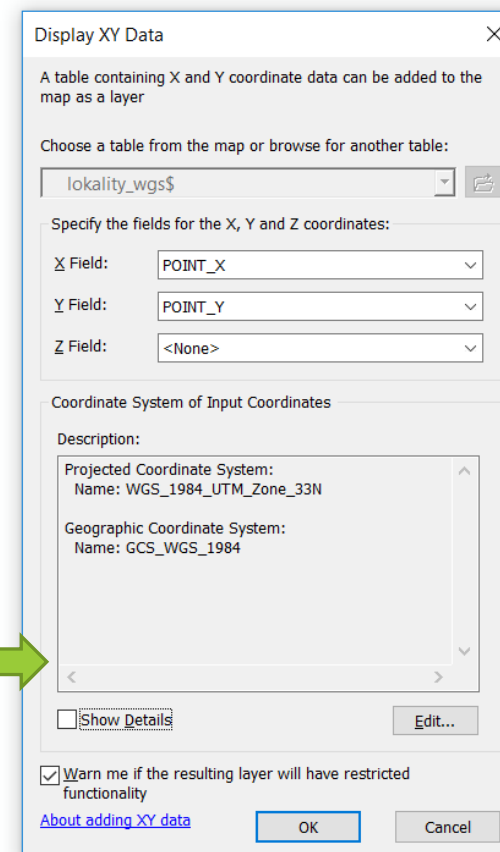 Display XY Data
A table containing X and Y coordinate data can be added to the
map as a layer
Choose a table from the map or browse for another table:
lokality_wgs$
Specify the fields for the X, Y and Z coordinates:
X Field: POINT_X
Y Field: POINT_Y
Z Field: <None>
Coordinate System of Input Coordinates
Description:
Projected Coordinate System:
Name: WGS_1984_UTM_Zone_33N
Geographic Coordinate System:
Name: GCS_WGS_1984
Show Details Edit...
Warn me if the resulting layer will have restricted
functionality
About adding XY data OK Cancel